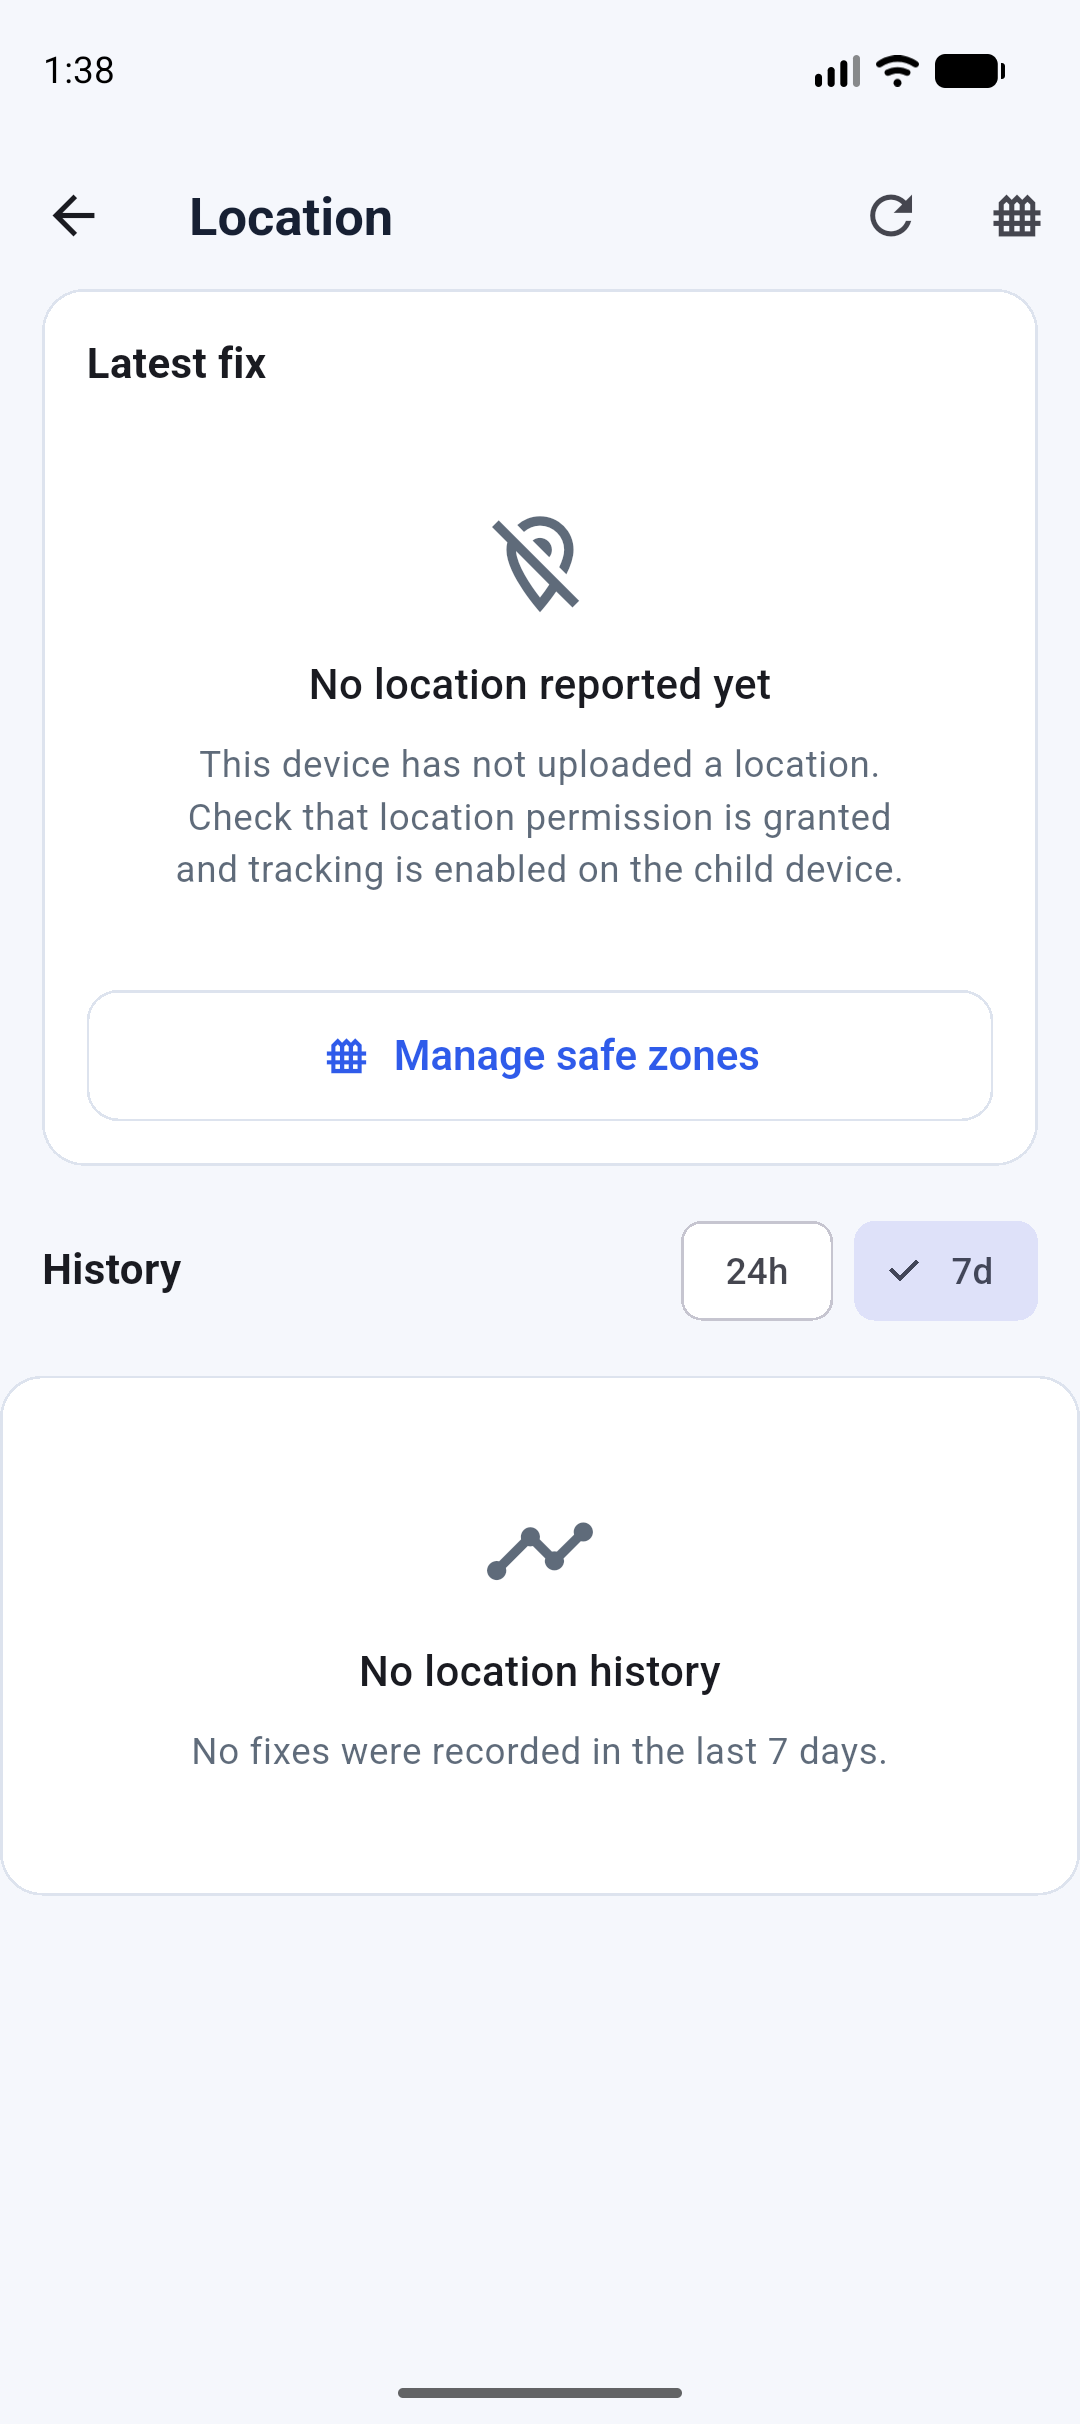 1:38
Location
Latest fix
No location reported yet
This device has not uploaded a location.
Check that location permission is granted
and tracking is enabled on the child device.
Manage safe zones
History
24h
7d
No location history
No fixes were recorded in the last 7 days.